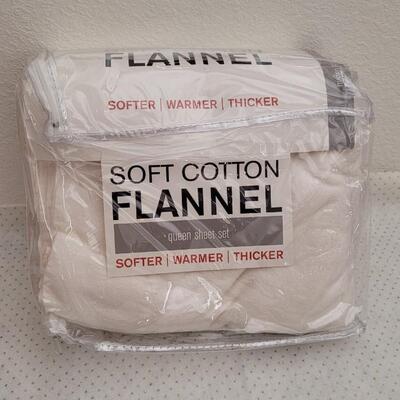 FLANNEL
SOFTER | WARMER | THICKER
SOFT COTTON
FLANNEL
queen sheet set
SOFTER | WARMER | THICKER